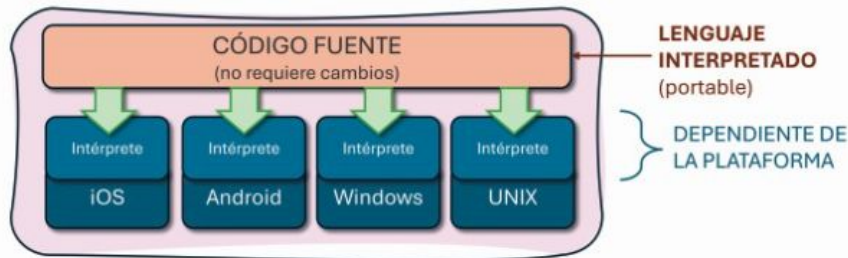 CÓDIGO FUENTE
(no requiere cambios)
LENGUAJE
INTERPRETADO
(portable)
Intérprete
Intérprete
Intérprete
Intérprete
DEPENDIENTE DE
LA PLATAFORMA
iOS
Android
Windows
UNIX